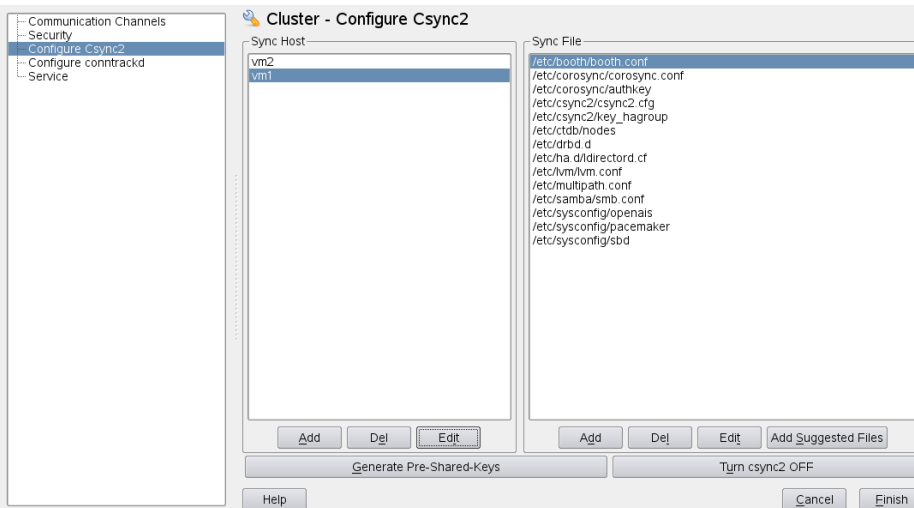 Communication Channels
Security
Configure Csync2
Configure conntrackd
Service
Cluster - Configure Csync2
Sync Host
vm2
vm1
Add Del Edit
Sync File
/etc/booth/booth.conf
/etc/corosync/corosync.conf
/etc/corosync/authkey
/etc/csync2/csync2.cfg
/etc/csync2/key_hagroup
/etc/ctdb/nodes
/etc/drbd.d
/etc/ha.d/ldirectord.cf
/etc/lvm/lvm.conf
/etc/multipath.conf
/etc/samba/smb.conf
/etc/sysconfig/openais
/etc/sysconfig/pacemaker
/etc/sysconfig/sbd
Add Del Edit Add Suggested Files
Generate Pre-Shared-Keys Turn csync2 OFF
Help Cancel Finish